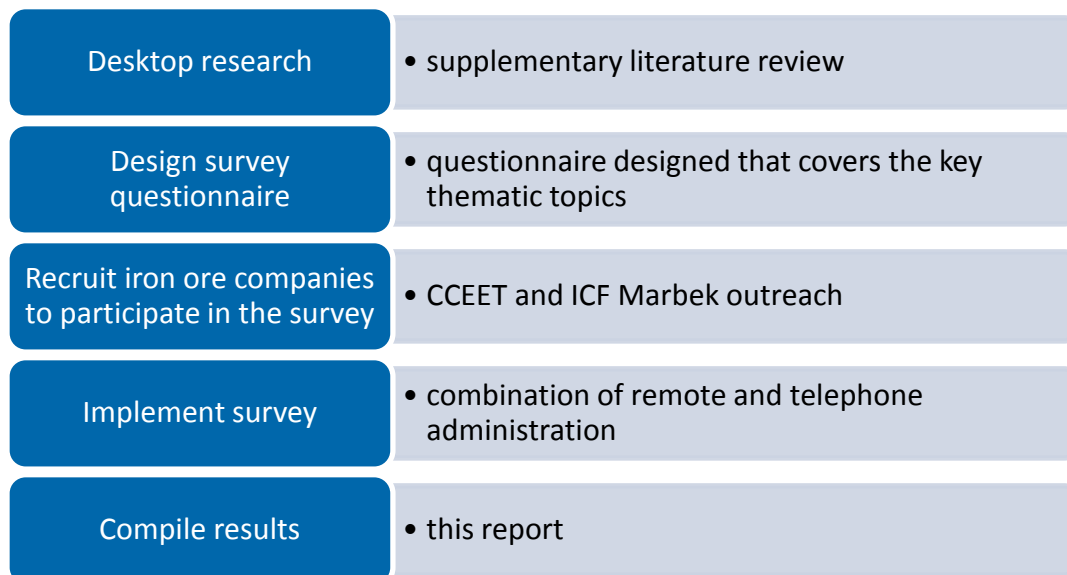 Desktop research
• supplementary literature review
Design survey
questionnaire
• questionnaire designed that covers the key
thematic topics
Recruit iron ore companies
to participate in the survey
• CCEET and ICF Marbek outreach
Implement survey
• combination of remote and telephone
administration
Compile results
• this report